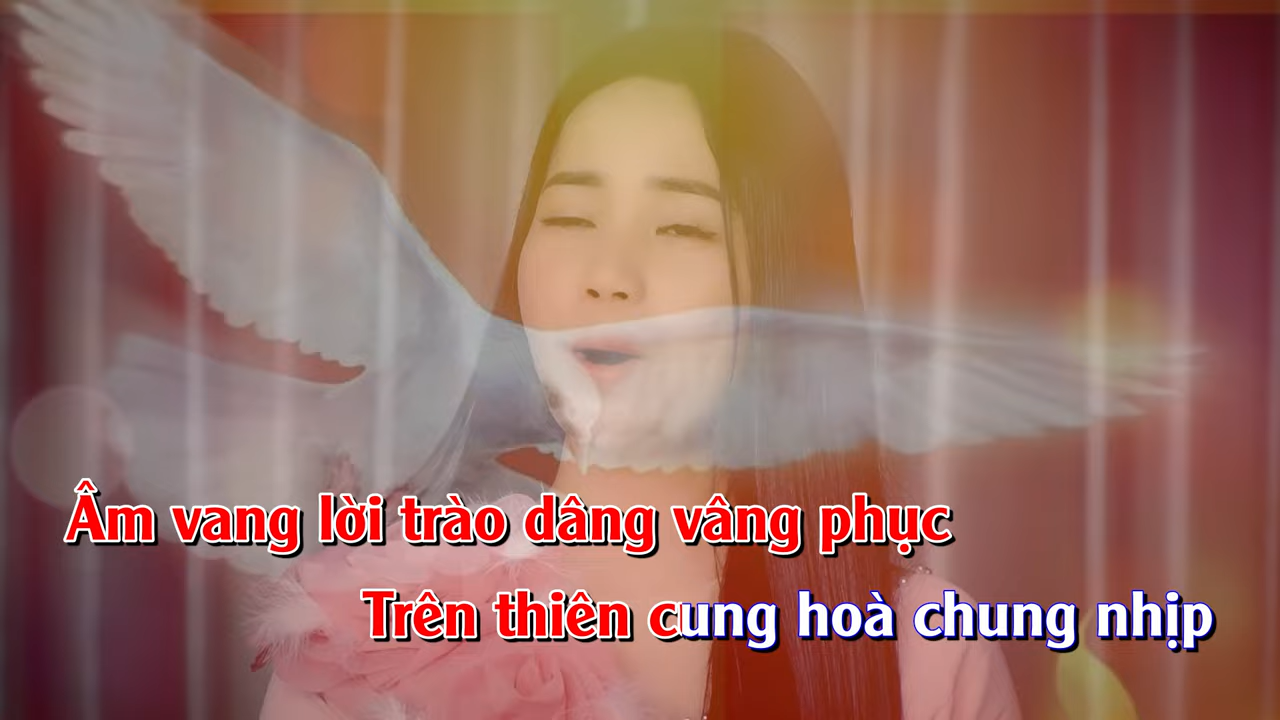 Âm vang lời trào dâng vâng phục
Trên thiên cung hoà chung nhịp